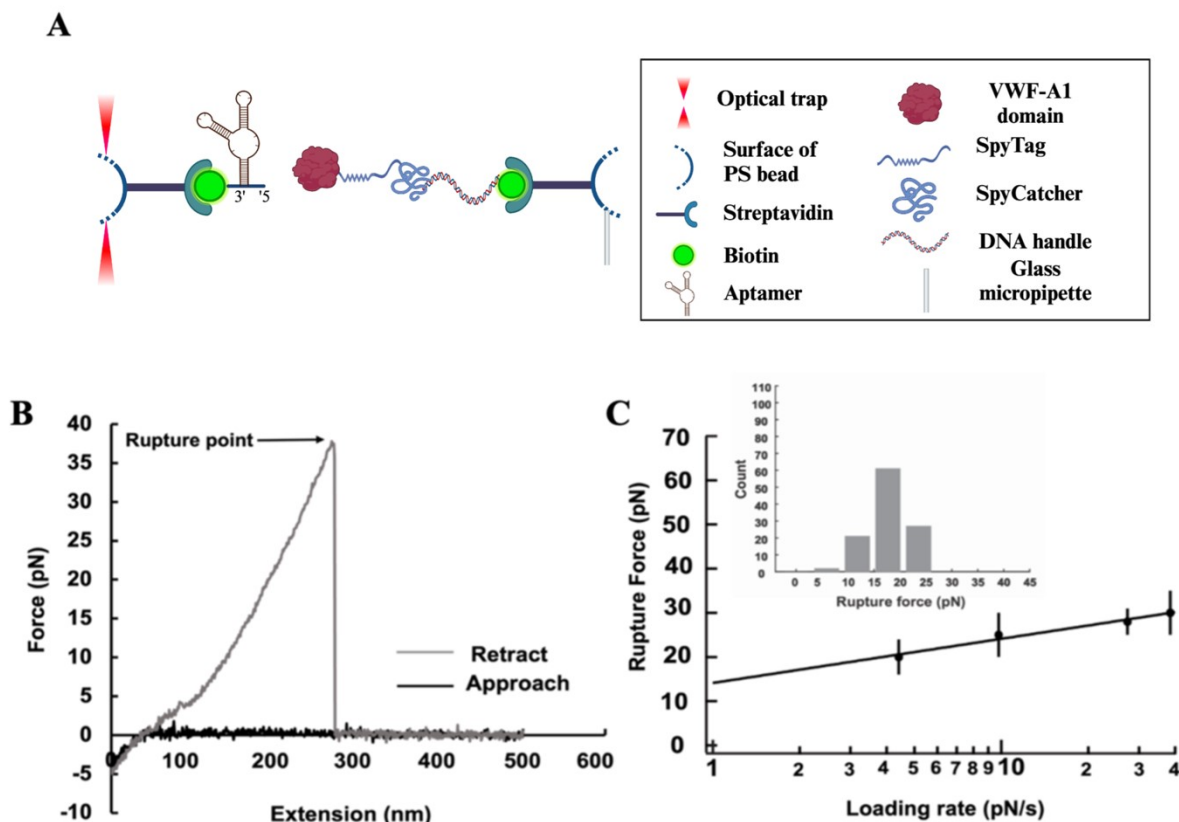 A
3' '5
Optical trap
Surface of
PS bead
Streptavidin
Biotin
Aptamer
VWF-A1
domain
SpyTag
SpyCatcher
DNA handle
Glass
micropipette
B
40
35
30
25
20
15
10
5
0
-5
-10
Force (pN)
Rupture point
Retract
Approach
0 100 200 300 400 500 600
Extension (nm)
C
110
100
90
80
70
60
50
40
30
20
10
0
Count
0 5 10 15 20 25 30 35 40 45
Rupture force (pN)
70
60
50
40
30
20
10
0
Rupture Force (pN)
1 2 3 4 5 6 7 8 9 10 2 3 4
Loading rate (pN/s)